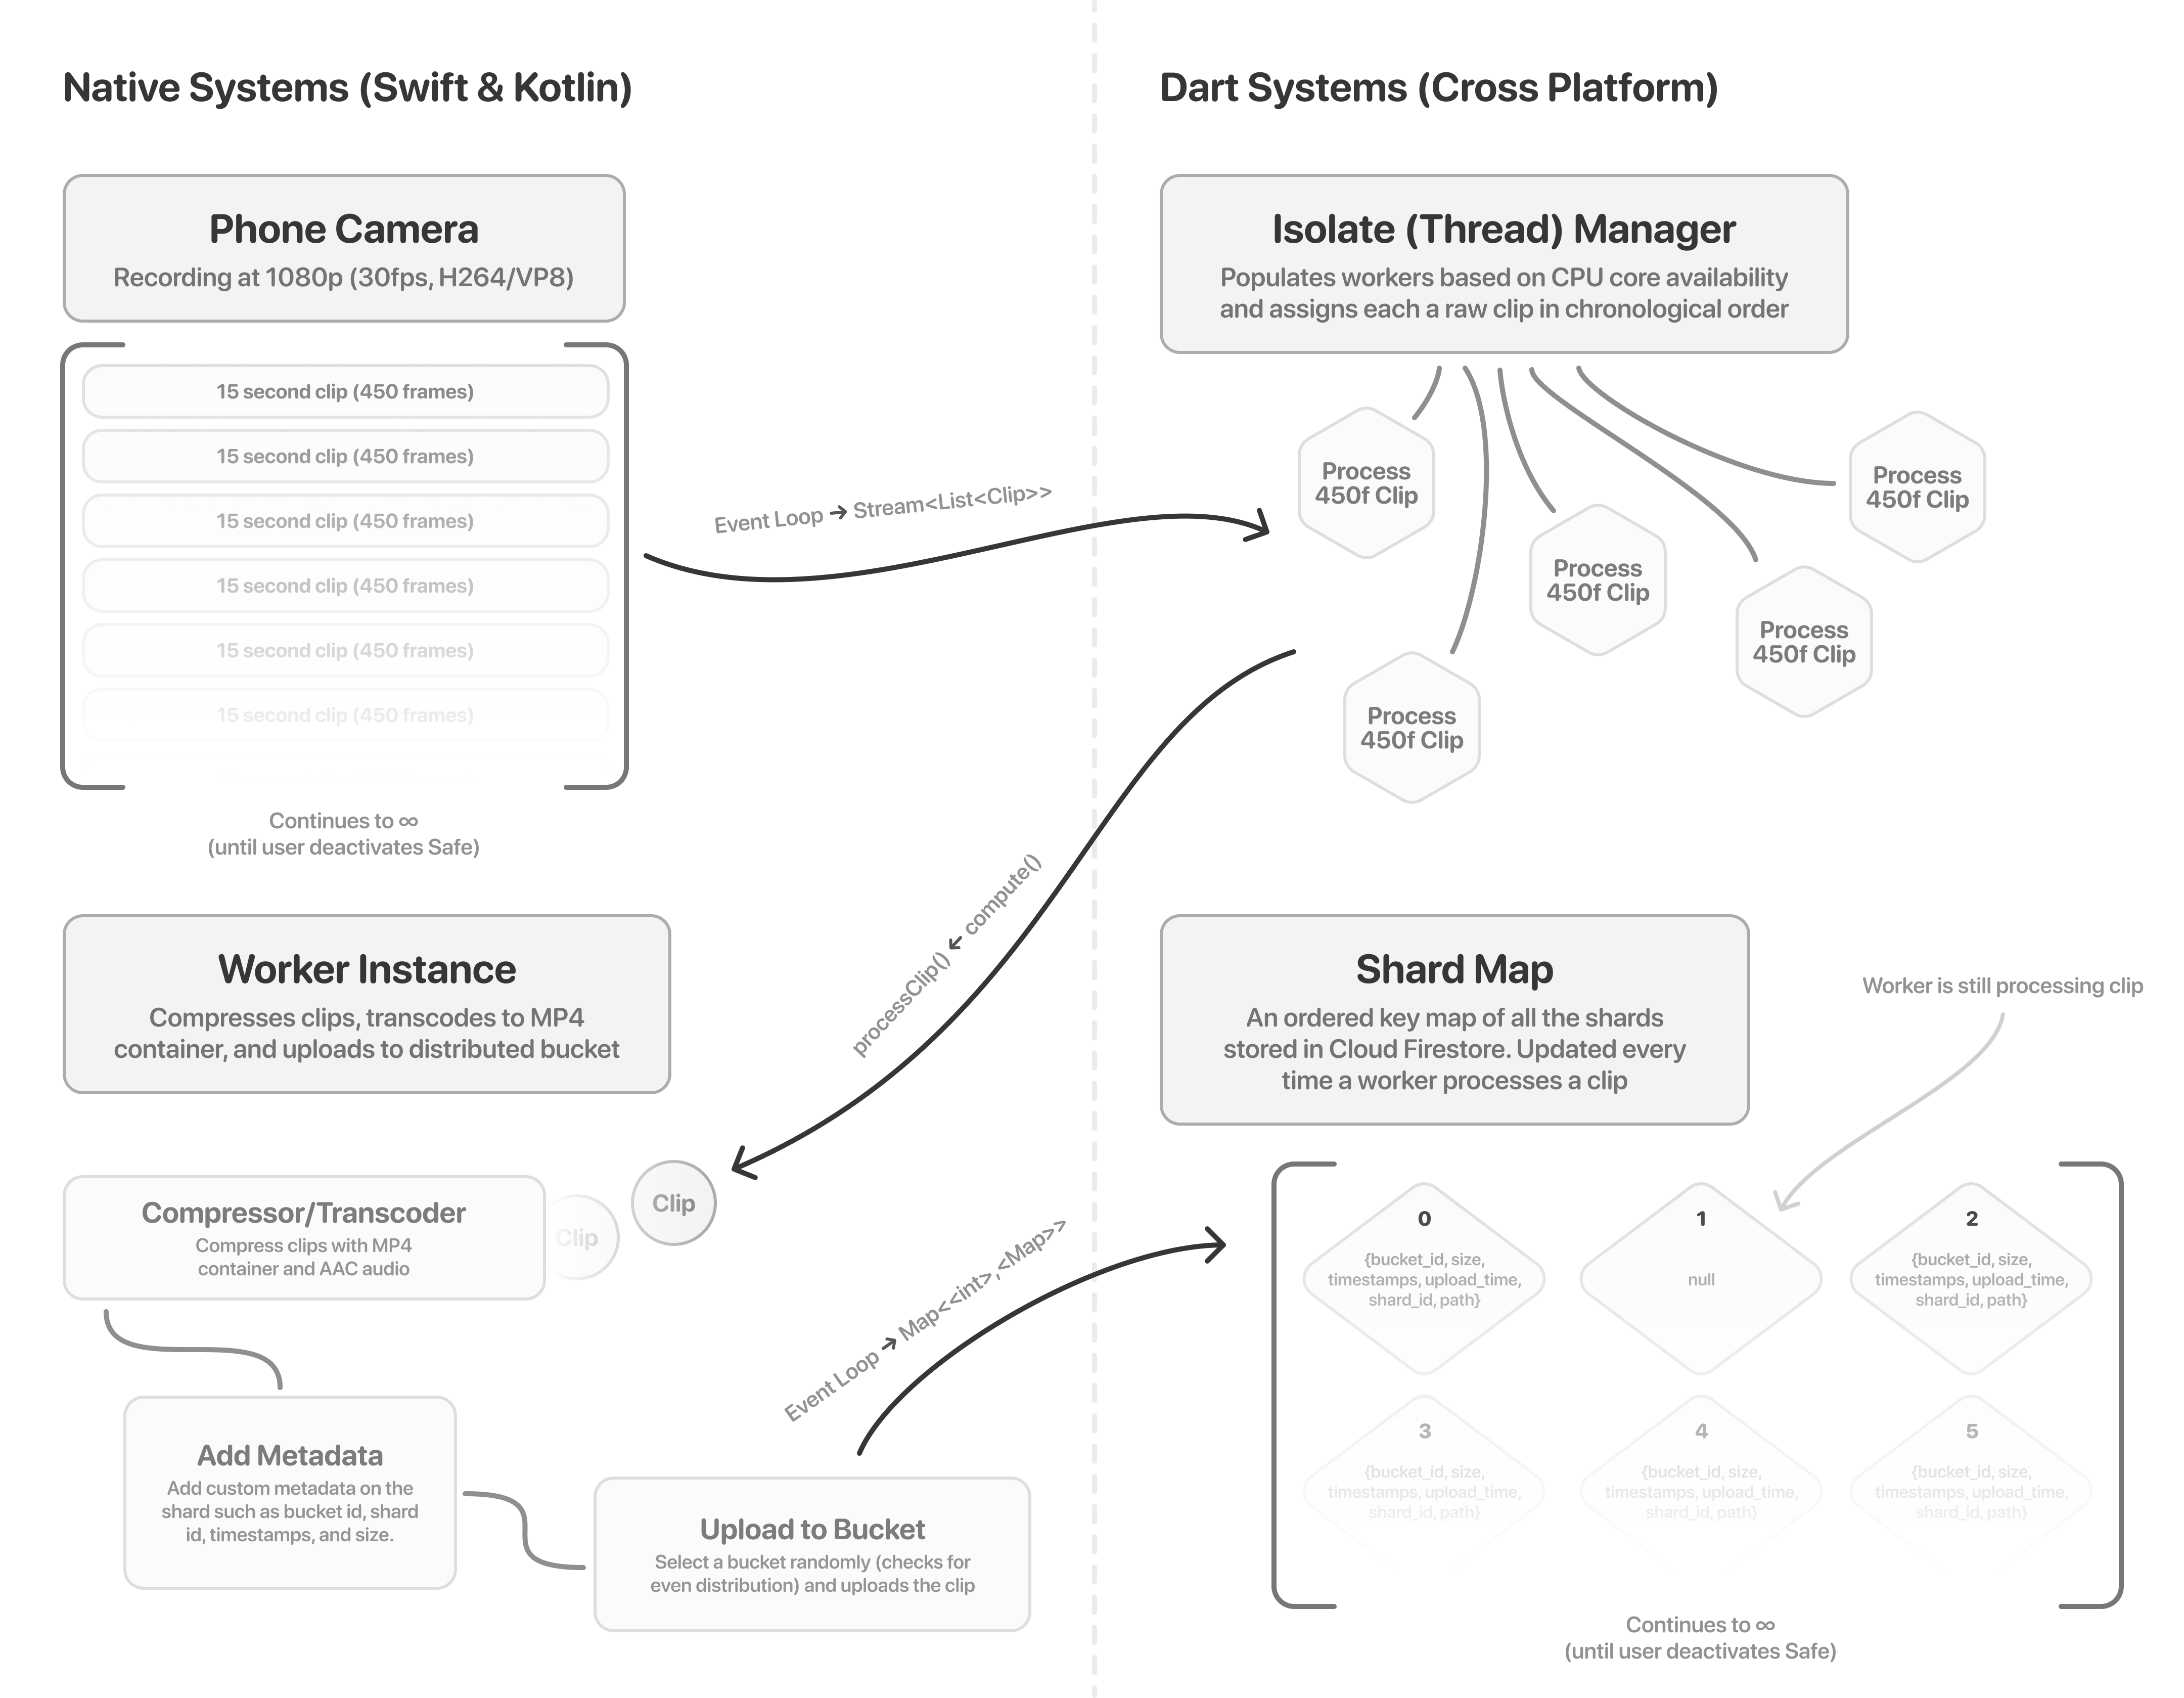 Native Systems (Swift & Kotlin)
Phone Camera
Recording at 1080p (30fps, H264/VP8)
15 second clip (450 frames)
15 second clip (450 frames)
15 second clip (450 frames)
15 second clip (450 frames)
15 second clip (450 frames)
15 second clip (450 frames)
Continues to ∞
(until user deactivates Safe)
Event Loop → Stream<List<Clip>>
Dart Systems (Cross Platform)
Isolate (Thread) Manager
Populates workers based on CPU core availability
and assigns each a raw clip in chronological order
Process
450f Clip
Process
450f Clip
Process
450f Clip
Process
450f Clip
Process
450f Clip
processClip() ← compute()
Worker Instance
Compresses clips, transcodes to MP4
container, and uploads to distributed bucket
Clip
Clip
Compressor/Transcoder
Compress clips with MP4
container and AAC audio
Add Metadata
Add custom metadata on the
shard such as bucket id, shard
id, timestamps, and size.
Upload to Bucket
Select a bucket randomly (checks for
even distribution) and uploads the clip
Event Loop → Map<<int>,<Map>>
Shard Map
An ordered key map of all the shards
stored in Cloud Firestore. Updated every
time a worker processes a clip
Worker is still processing clip
0
{bucket_id, size,
timestamps, upload_time,
shard_id, path}
1
null
2
{bucket_id, size,
timestamps, upload_time,
shard_id, path}
3
{bucket_id, size,
timestamps, upload_time,
shard_id, path}
4
{bucket_id, size,
timestamps, upload_time,
shard_id, path}
5
{bucket_id, size,
timestamps, upload_time,
shard_id, path}
Continues to ∞
(until user deactivates Safe)